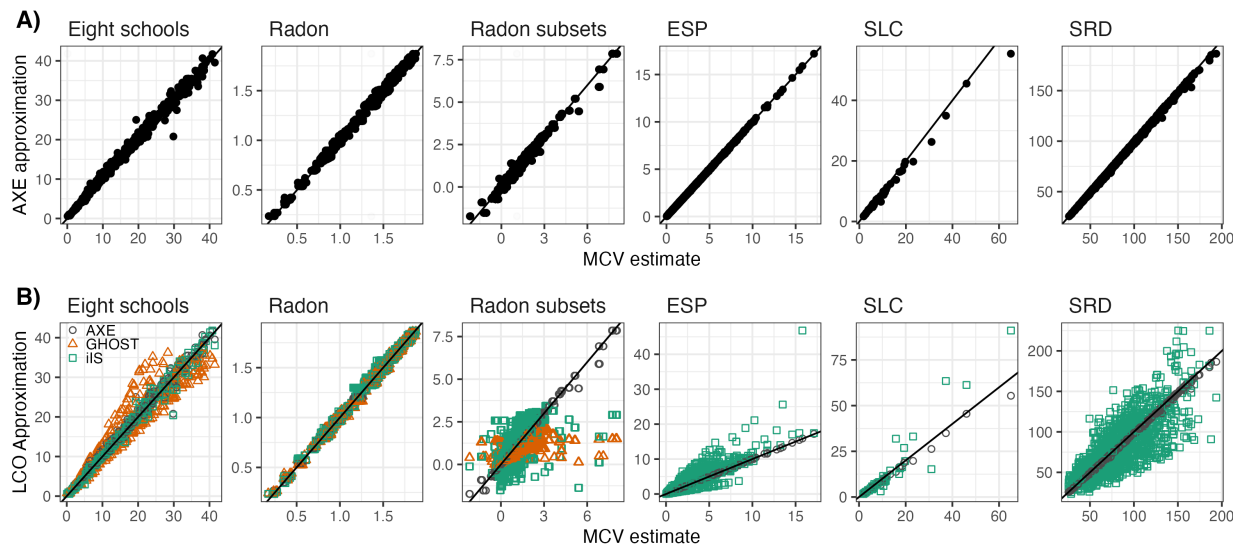 A)
Eight schools Radon Radon subsets ESP SLC SRD
AXE approximation
40
30
20
10
0
0 10 20 30 40
1.5
1.0
0.5
0.5 1.0 1.5
7.5
5.0
2.5
0.0
0 3 6
15
10
5
0
0 5 10 15
40
20
0
0 20 40 60
150
100
50
50 100 150 200
MCV estimate
B)
Eight schools Radon Radon subsets ESP SLC SRD
LCO Approximation
AXE
GHOST
iIS
40
30
20
10
0
0 10 20 30 40
1.5
1.0
0.5
0.5 1.0 1.5
7.5
5.0
2.5
0.0
0 3 6
40
30
20
10
0
0 5 10 15
75
50
25
0
0 20 40 60
200
150
100
50
50 100 150 200
MCV estimate